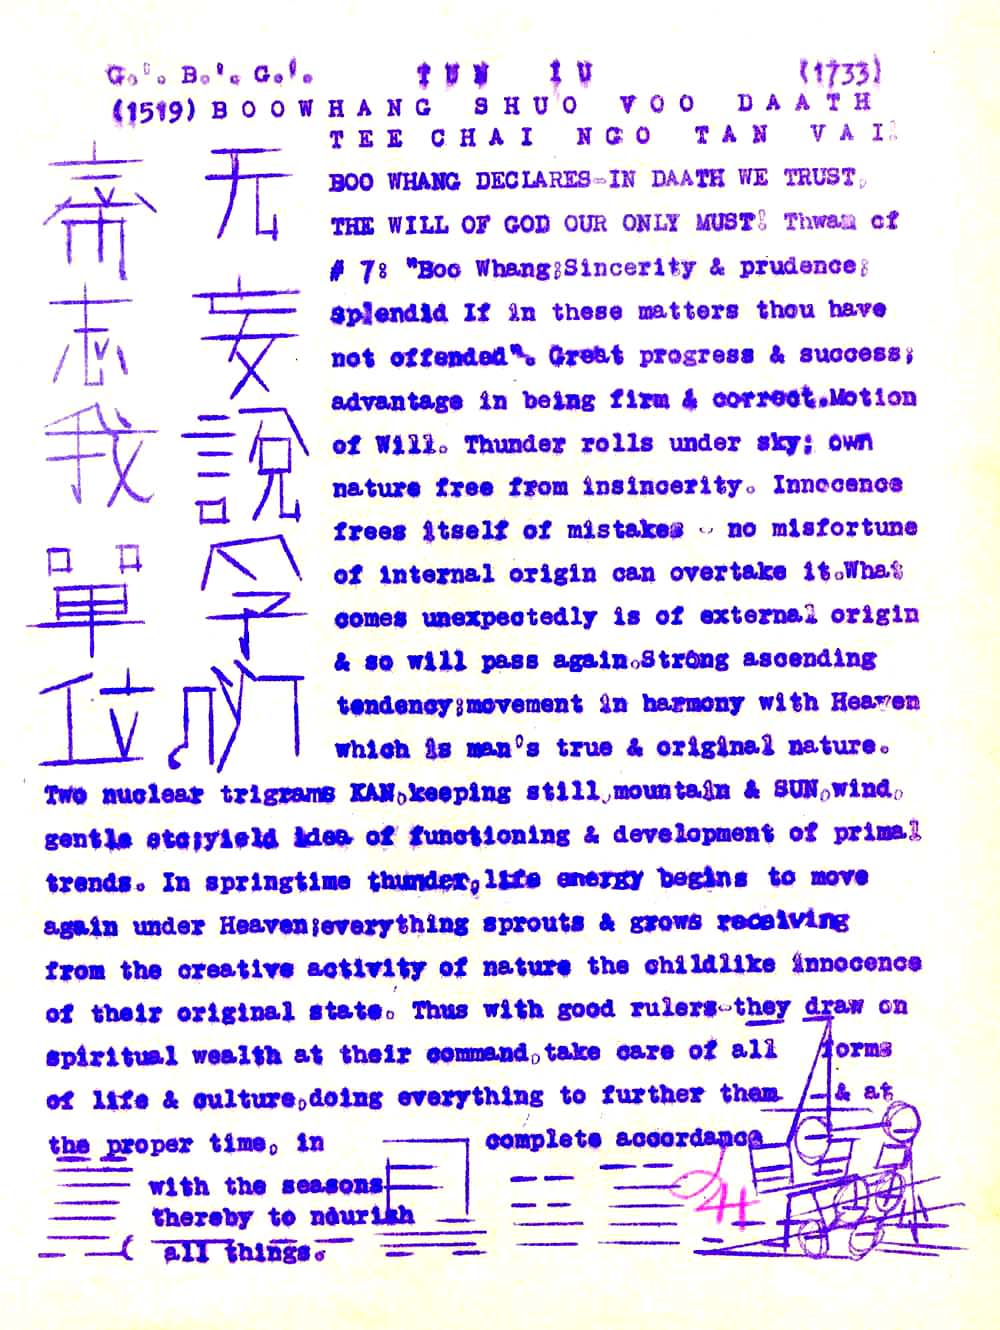 G.'. B.'. G.'. TUN IU (1733)
(1519) BOOWHANG SHUO VOO DAATH
TEE CHAI NGO TAN VAI.
帝 无
志 妄
我 說
單
位
BOO WHANG DECLARES-IN DAATH WE TRUST,
THE WILL OF GOD OUR ONLY MUST! Thwam of
# 7: "Boo Whang;Sincerity & prudence;
splendid If in these matters thou have
not offended". Great progress & success;
advantage in being firm & correct.Motion
of Will. Thunder rolls under sky; own
nature free from insincerity. Innocence
frees itself of mistakes - no misfortune
of internal origin can overtake it.What
comes unexpectedly is of external origin
& so will pass again.Strong ascending
tendency;movement in harmony with Heaven
which is man's true & original nature.
Two nuclear trigrams KAN,keeping still,mountain & SUN,wind,
gentle etc;yield idea of functioning & development of primal
trends. In springtime thunder,life energy begins to move
again under Heaven;everything sprouts & grows receiving
from the creative activity of nature the childlike innocence
of their original state. Thus with good rulers-they draw on
spiritual wealth at their command,take care of all forms
of life & culture,doing everything to further them & at
the proper time, in complete accordance
with the seasons
thereby to nourish
all things.